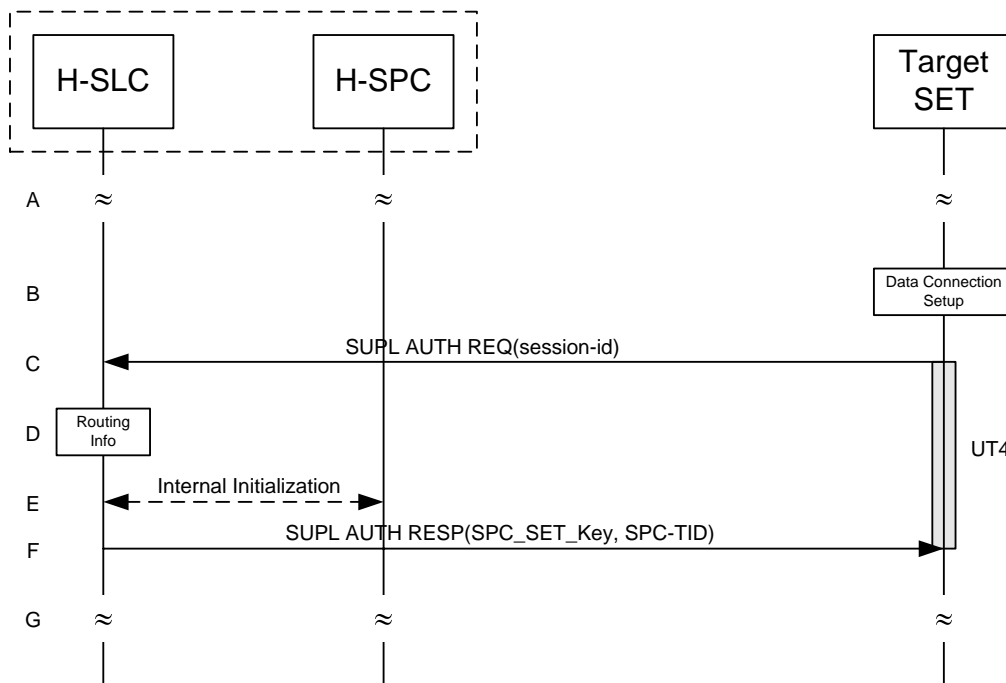 H-SLC
H-SPC
Target
SET
A
≈ ≈ ≈
B
Data Connection
Setup
SUPL AUTH REQ(session-id)
C
D
Routing
Info
UT4
Internal Initialization
E
SUPL AUTH RESP(SPC_SET_Key, SPC-TID)
F
G
≈ ≈ ≈